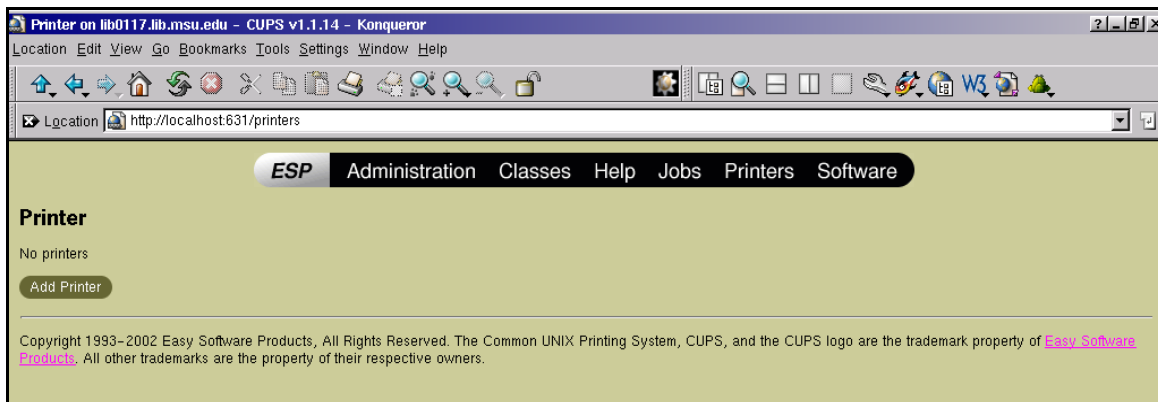 Printer on lib0117.lib.msu.edu – CUPS v1.1.14 – Konqueror
Location Edit View Go Bookmarks Tools Settings Window Help
Location http://localhost:631/printers
ESP Administration Classes Help Jobs Printers Software
Printer
No printers
Add Printer
Copyright 1993–2002 Easy Software Products, All Rights Reserved. The Common UNIX Printing System, CUPS, and the CUPS logo are the trademark property of Easy Software
Products. All other trademarks are the property of their respective owners.